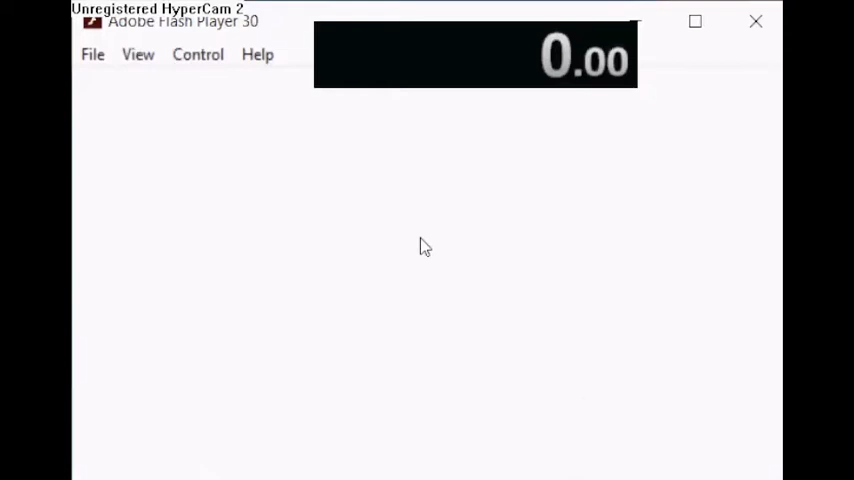 Unregistered HyperCam 2
Adobe Flash Player 30
File View Control Help
0.00